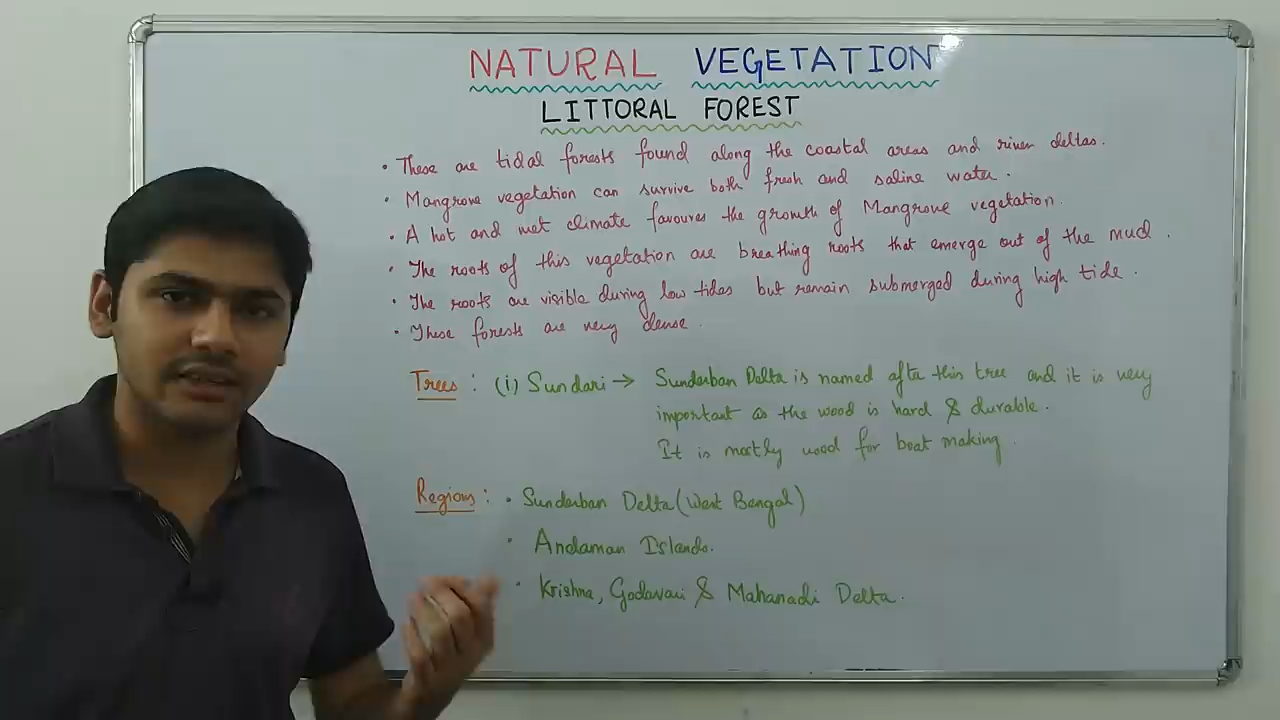 NATURAL VEGETATION
LITTORAL FOREST
• These are tidal forests found along the coastal areas and river deltas.
• Mangrove vegetation can survive both fresh and saline water.
• A hot and wet climate favours the growth of Mangrove vegetation.
• The roots of this vegetation are breathing roots that emerge out of the mud.
• The roots are visible during low tides but remain submerged during high tide.
• These forests are very dense.
Trees : (i) Sundari → Sundarban Delta is named after this tree and it is very
important as the wood is hard & durable.
It is mostly used for boat making.
Regions : • Sundarban Delta (West Bengal)
• Andaman Islands.
• Krishna, Godavari & Mahanadi Delta.